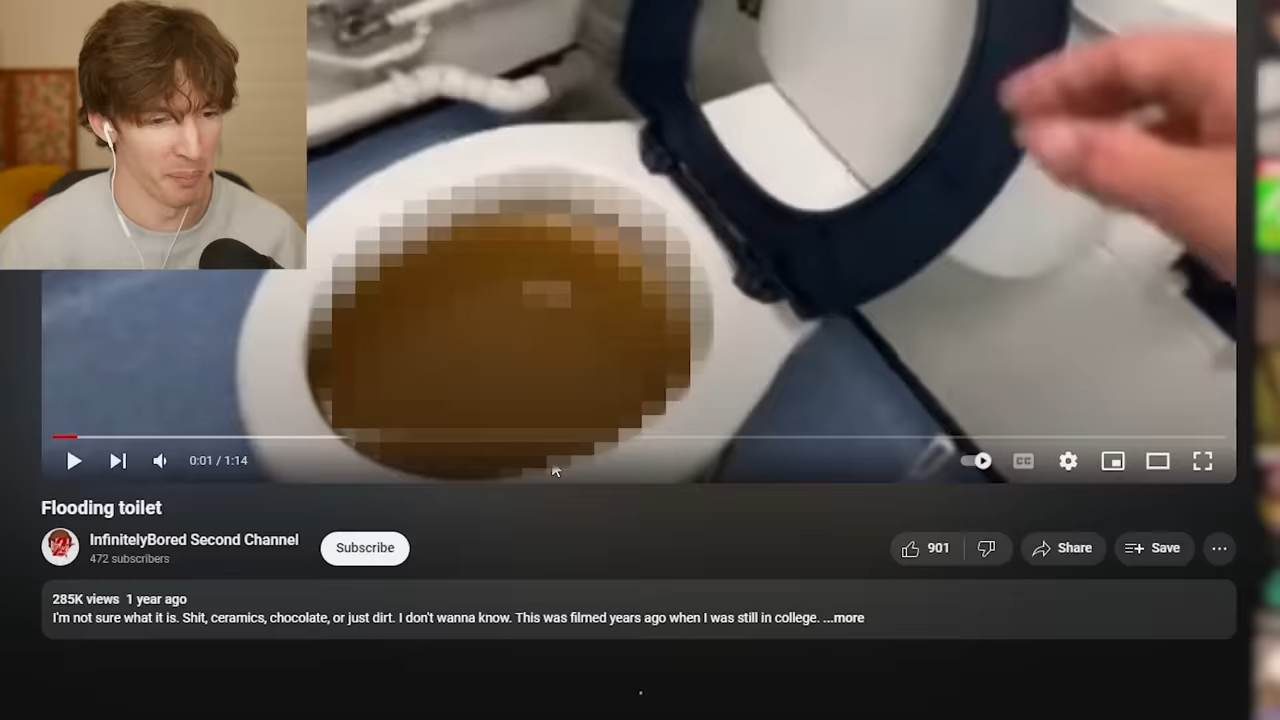 0:01 / 1:14
CC
Flooding toilet
InfinitelyBored Second Channel
472 subscribers
Subscribe
901
Share
Save
285K views 1 year ago
I'm not sure what it is. Shit, ceramics, chocolate, or just dirt. I don't wanna know. This was filmed years ago when I was still in college. ...more